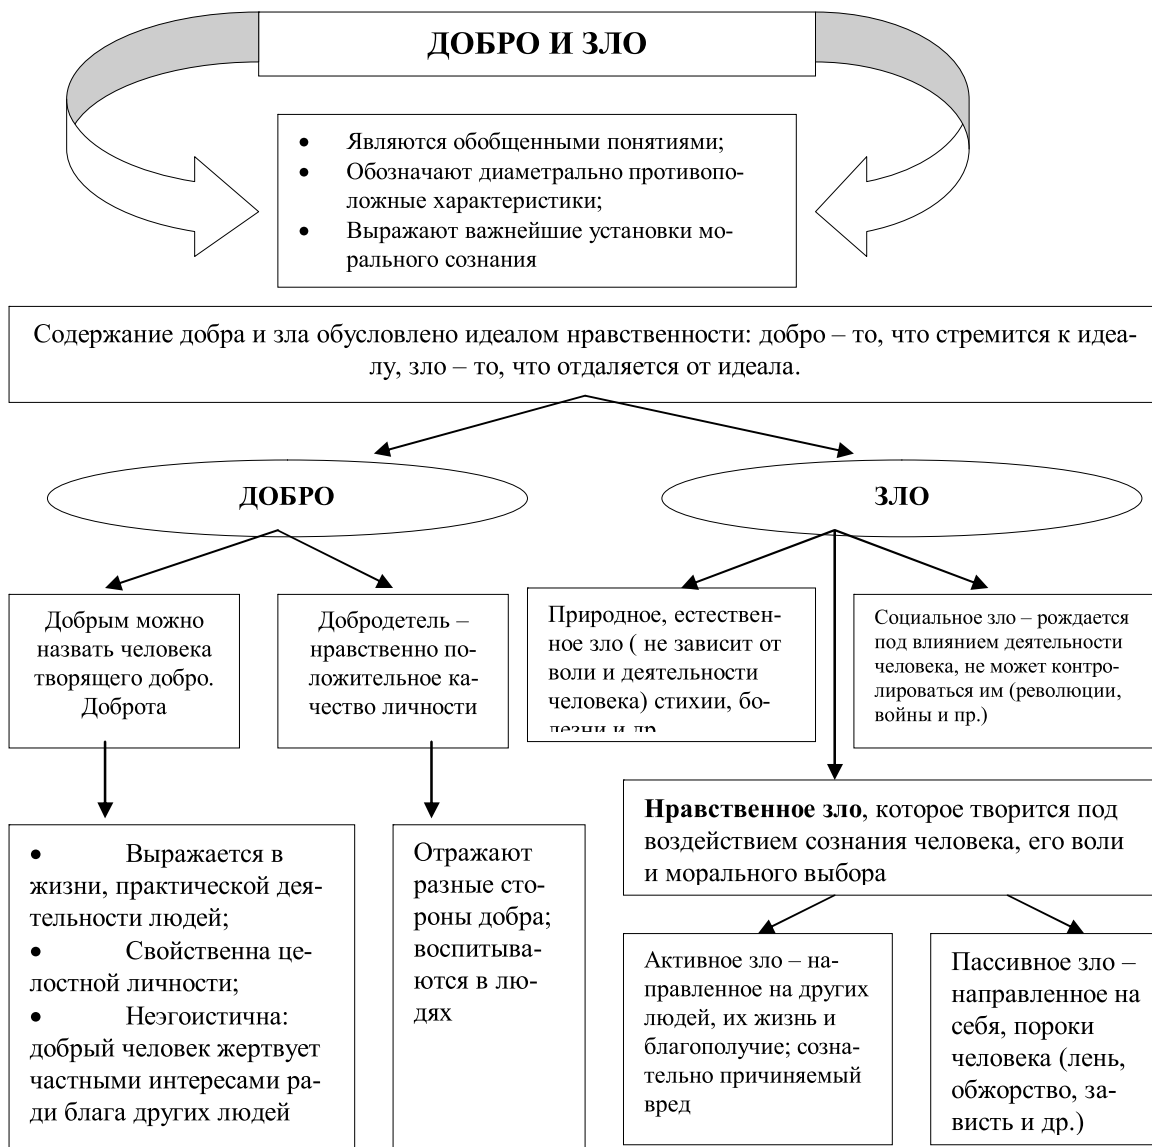 ДОБРО И ЗЛО
• Являются обобщенными понятиями;
• Обозначают диаметрально противопо-
ложные характеристики;
• Выражают важнейшие установки мо-
рального сознания
Содержание добра и зла обусловлено идеалом нравственности: добро – то, что стремится к идеа-
лу, зло – то, что отдаляется от идеала.
ДОБРО
ЗЛО
Добрым можно
назвать человека
творящего добро.
Доброта
Добродетель –
нравственно по-
ложительное ка-
чество личности
Природное, естествен-
ное зло ( не зависит от
воли и деятельности
человека) стихии, бо-
лезни и др
Социальное зло – рождается
под влиянием деятельности
человека, не может контро-
лироваться им (революции,
войны и пр.)
• Выражается в
жизни, практической дея-
тельности людей;
• Свойственна це-
лостной личности;
• Неэгоистична:
добрый человек жертвует
частными интересами ра-
ди блага других людей
Отражают
разные сто-
роны добра;
воспитыва-
ются в лю-
дях
Нравственное зло, которое творится под
воздействием сознания человека, его воли
и морального выбора
Активное зло – на-
правленное на других
людей, их жизнь и
благополучие; созна-
тельно причиняемый
вред
Пассивное зло –
направленное на
себя, пороки
человека (лень,
обжорство, за-
висть и др.)